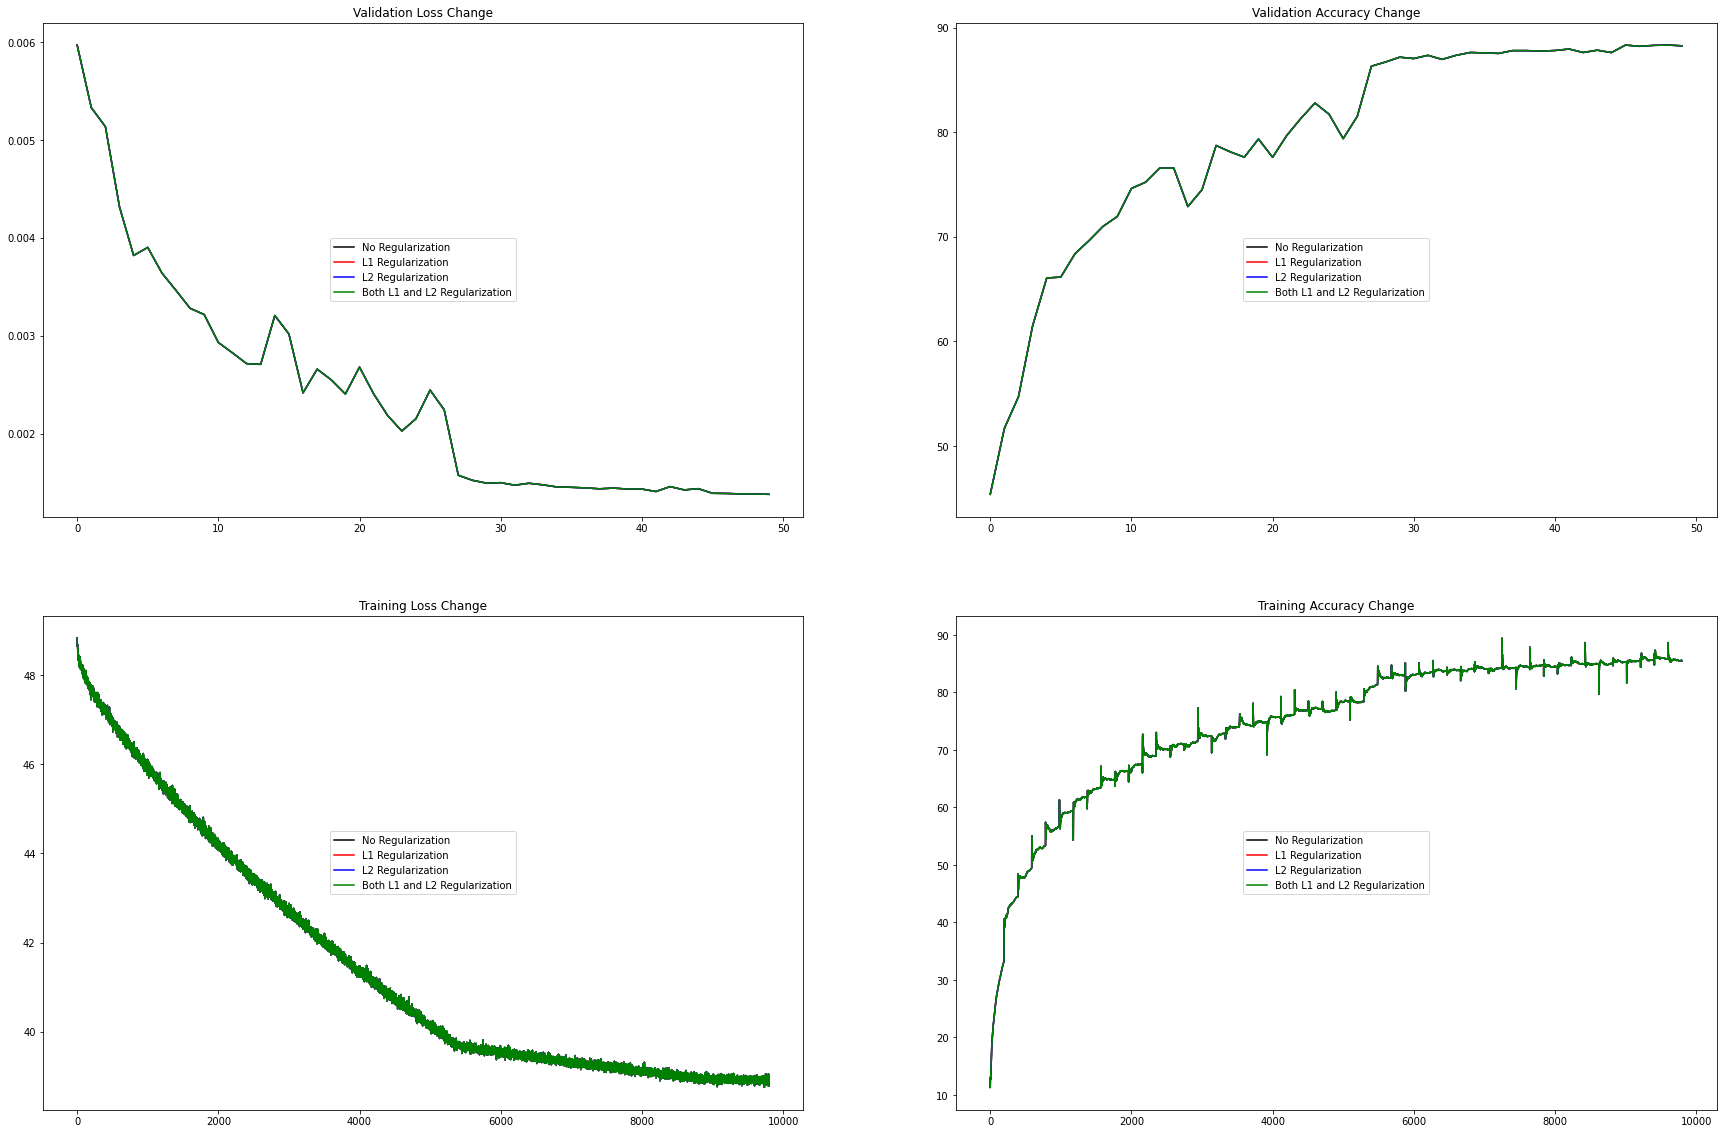 Validation Loss Change
0.006
0.005
0.004
0.003
0.002
No Regularization
L1 Regularization
L2 Regularization
Both L1 and L2 Regularization
0 10 20 30 40 50
Validation Accuracy Change
90
80
70
60
50
No Regularization
L1 Regularization
L2 Regularization
Both L1 and L2 Regularization
0 10 20 30 40 50
Training Loss Change
48
46
44
42
40
No Regularization
L1 Regularization
L2 Regularization
Both L1 and L2 Regularization
0 2000 4000 6000 8000 10000
Training Accuracy Change
90
80
70
60
50
40
30
20
10
No Regularization
L1 Regularization
L2 Regularization
Both L1 and L2 Regularization
0 2000 4000 6000 8000 10000